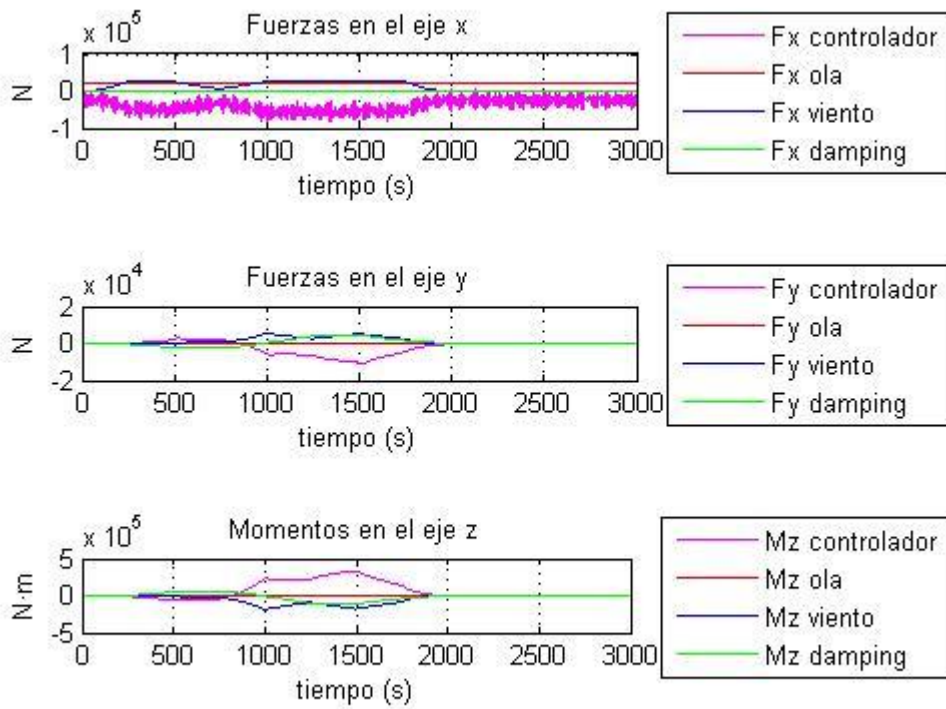 x 10^5
Fuerzas en el eje x
1
0
-1
N
0 500 1000 1500 2000 2500 3000
tiempo (s)
Fx controlador
Fx ola
Fx viento
Fx damping
x 10^4
Fuerzas en el eje y
2
0
-2
N
0 500 1000 1500 2000 2500 3000
tiempo (s)
Fy controlador
Fy ola
Fy viento
Fy damping
x 10^5
Momentos en el eje z
5
0
-5
N·m
0 500 1000 1500 2000 2500 3000
tiempo (s)
Mz controlador
Mz ola
Mz viento
Mz damping